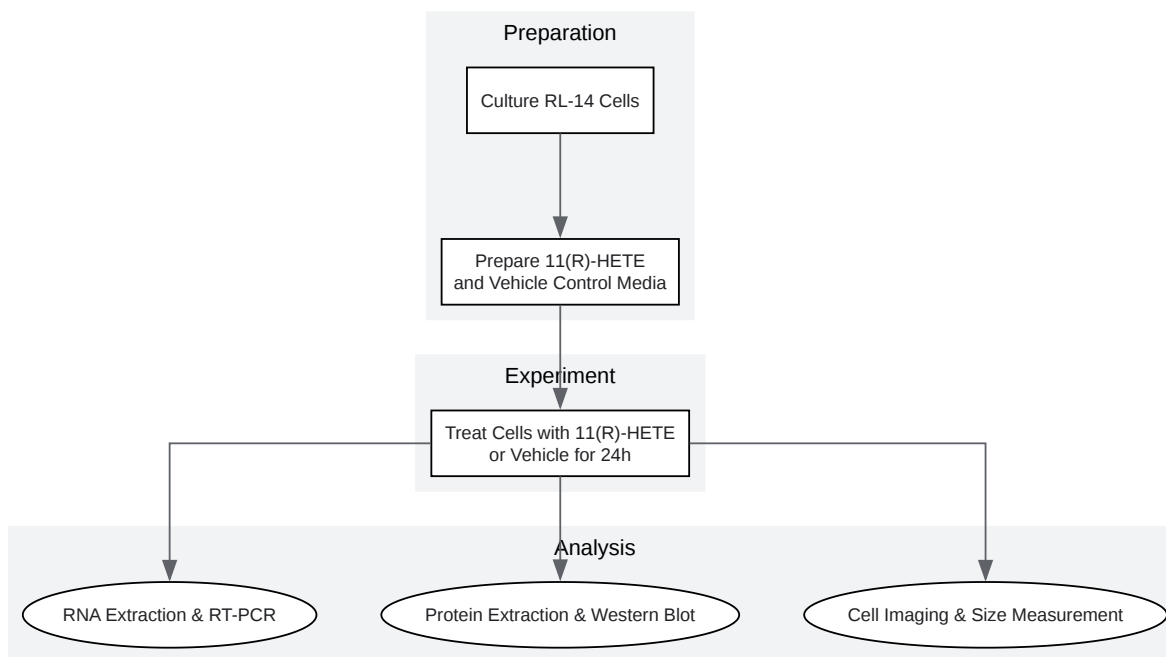 Preparation
Culture RL-14 Cells
Prepare 11(R)-HETE
and Vehicle Control Media
Experiment
Treat Cells with 11(R)-HETE
or Vehicle for 24h
Analysis
RNA Extraction & RT-PCR
Protein Extraction & Western Blot
Cell Imaging & Size Measurement